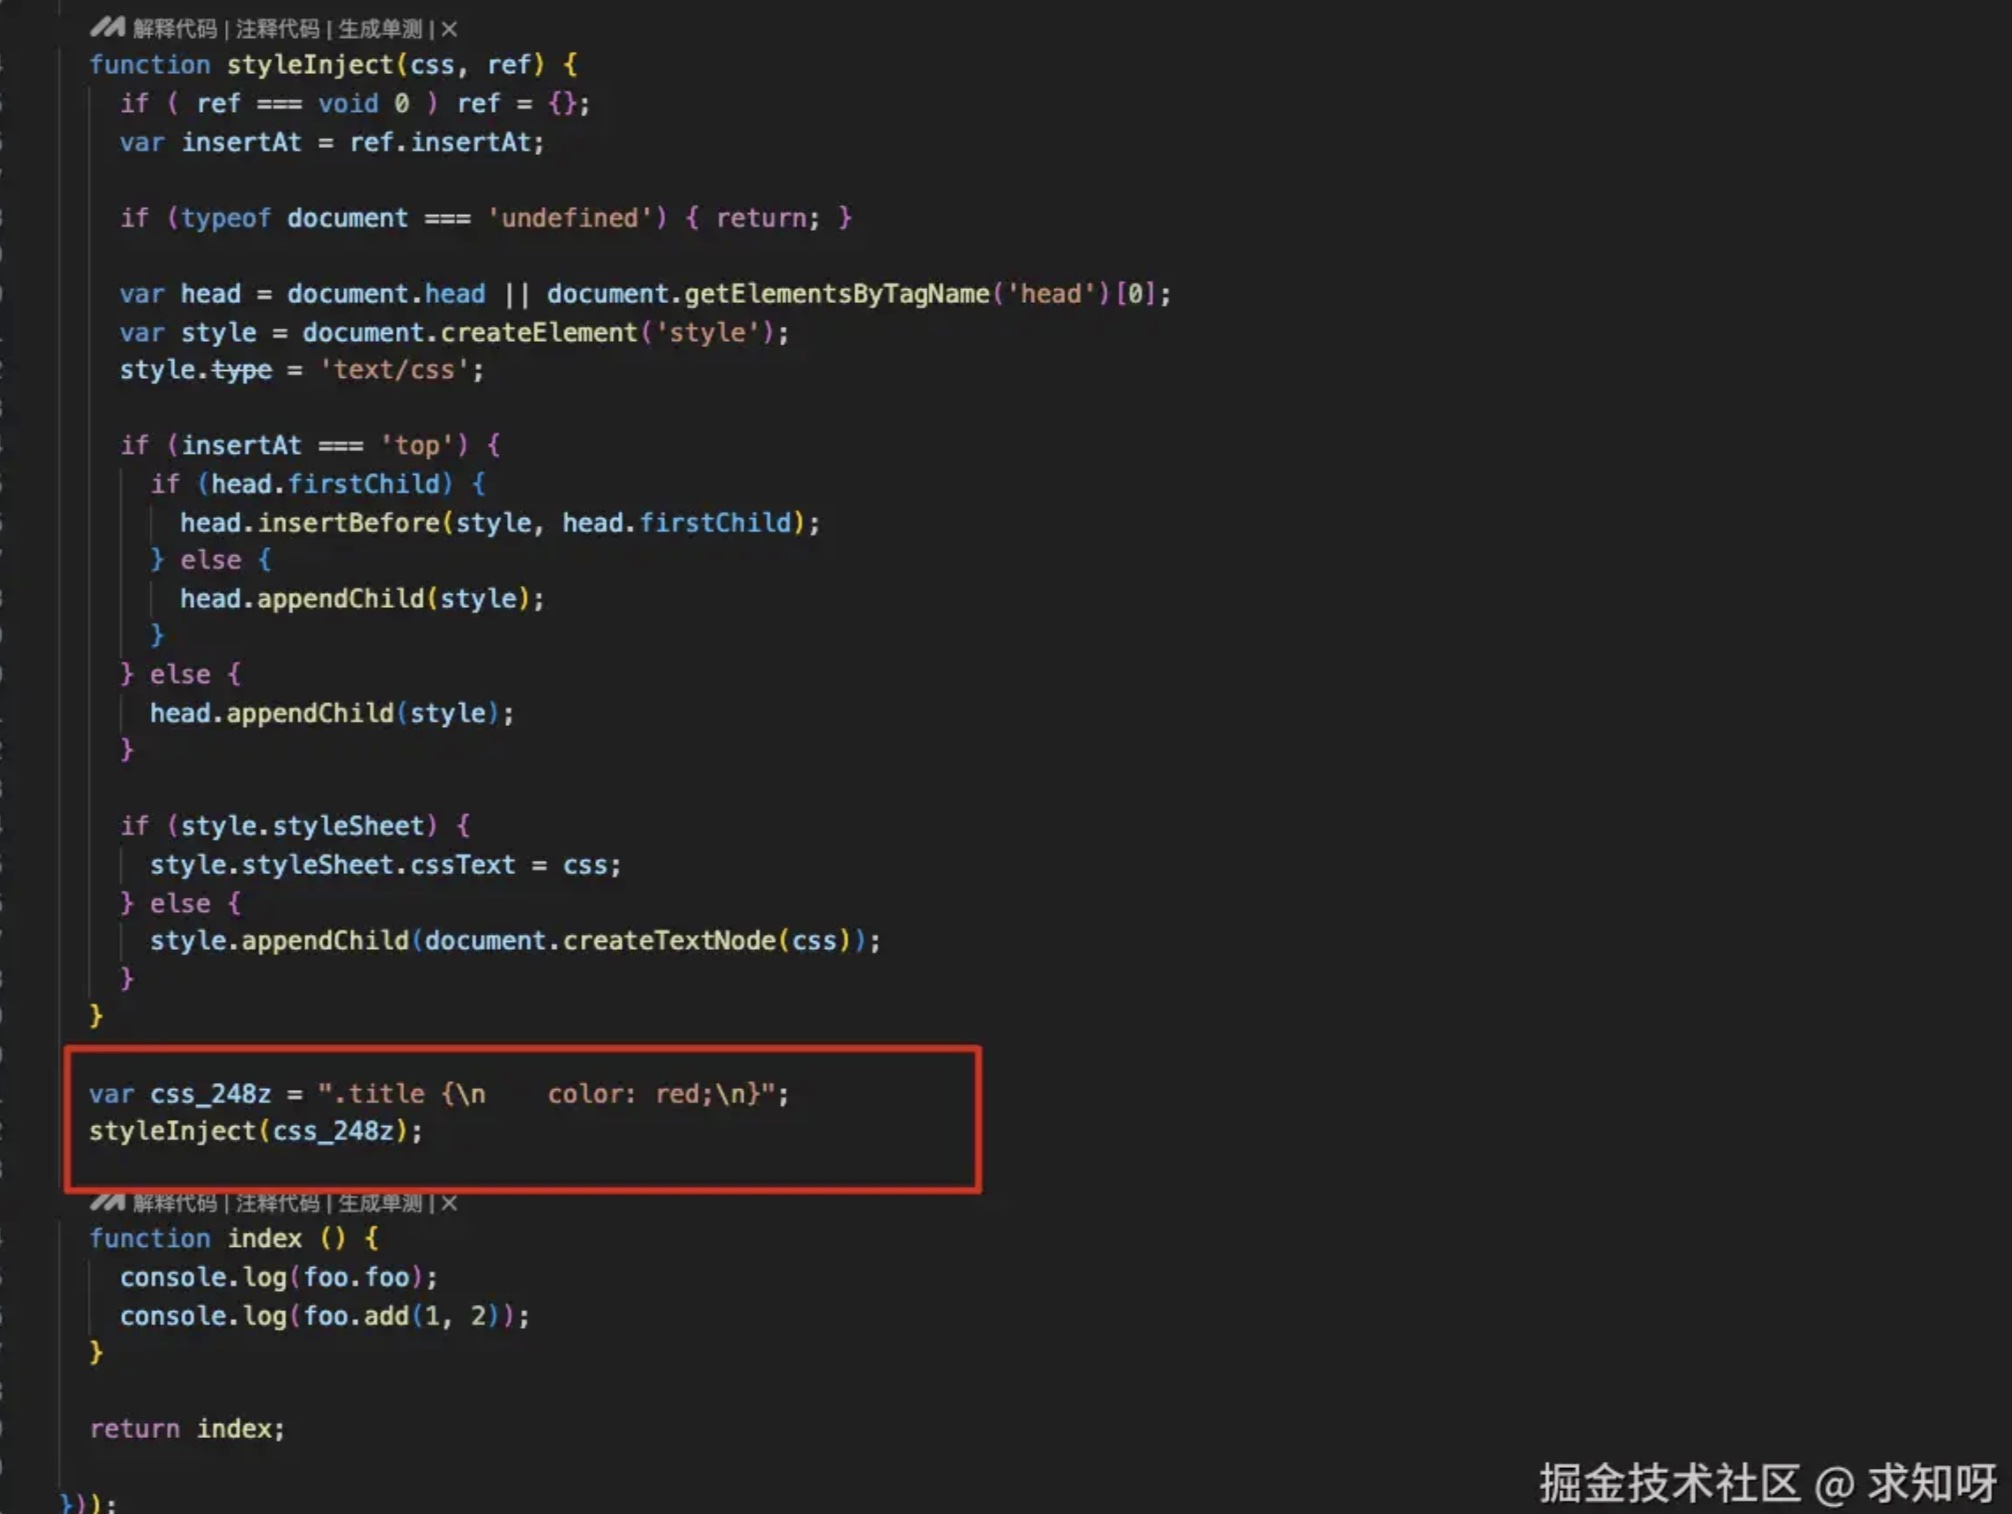 解释代码 | 注释代码 | 生成单测 | ×
function styleInject(css, ref) {
if ( ref === void 0 ) ref = {};
var insertAt = ref.insertAt;
if (typeof document === 'undefined') { return; }
var head = document.head || document.getElementsByTagName('head')[0];
var style = document.createElement('style');
style.type = 'text/css';
if (insertAt === 'top') {
if (head.firstChild) {
head.insertBefore(style, head.firstChild);
} else {
head.appendChild(style);
}
} else {
head.appendChild(style);
}
if (style.styleSheet) {
style.styleSheet.cssText = css;
} else {
style.appendChild(document.createTextNode(css));
}
}
var css_248z = ".title {\n    color: red;\n}";
styleInject(css_248z);
解释代码 | 注释代码 | 生成单测 | ×
function index () {
console.log(foo.foo);
console.log(foo.add(1, 2));
}
return index;
}));
掘金技术社区 @ 求知呀